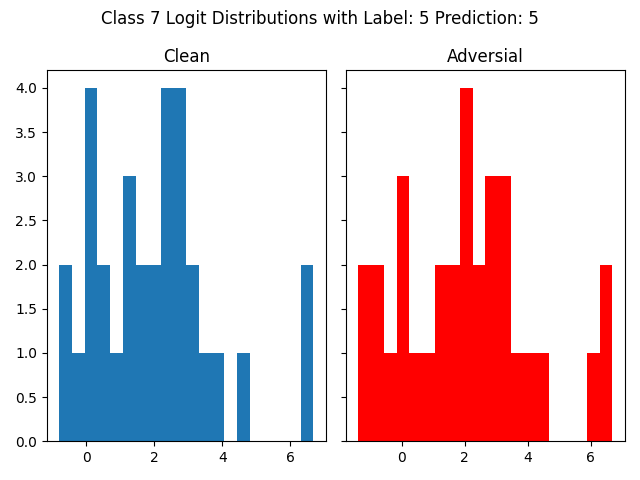 Class 7 Logit Distributions with Label: 5 Prediction: 5
Clean
Adversial
4.0
3.5
3.0
2.5
2.0
1.5
1.0
0.5
0.0
0 2 4 6
0 2 4 6